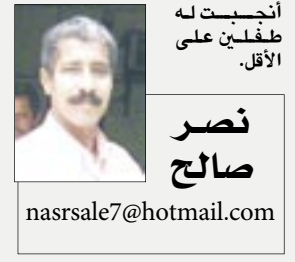 أنجبت له
طفلين على
الأقل.
نصر
صالح
nasrsale7@hotmail.com